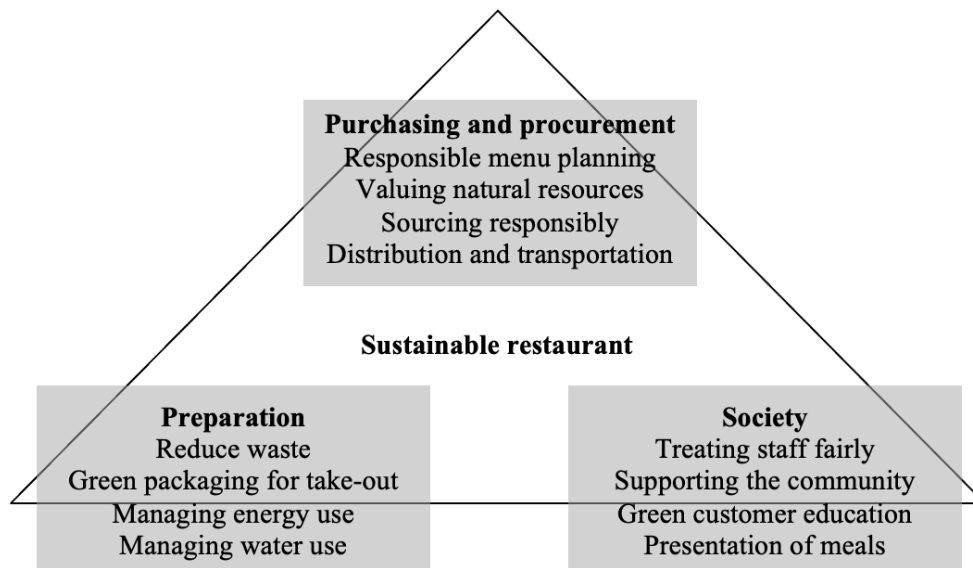 Purchasing and procurement
Responsible menu planning
Valuing natural resources
Sourcing responsibly
Distribution and transportation
Sustainable restaurant
Preparation
Reduce waste
Green packaging for take-out
Managing energy use
Managing water use
Society
Treating staff fairly
Supporting the community
Green customer education
Presentation of meals